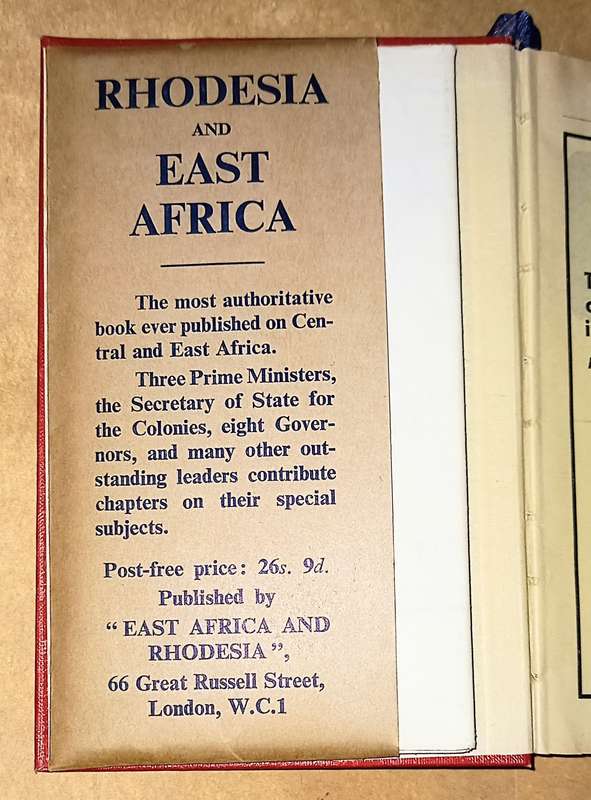 RHODESIA
AND
EAST
AFRICA
The most authoritative
book ever published on Cen-
tral and East Africa.
Three Prime Ministers,
the Secretary of State for
the Colonies, eight Gover-
nors, and many other out-
standing leaders contribute
chapters on their special
subjects.
Post-free price: 26s. 9d.
Published by
“EAST AFRICA AND
RHODESIA”,
66 Great Russell Street,
London, W.C.1